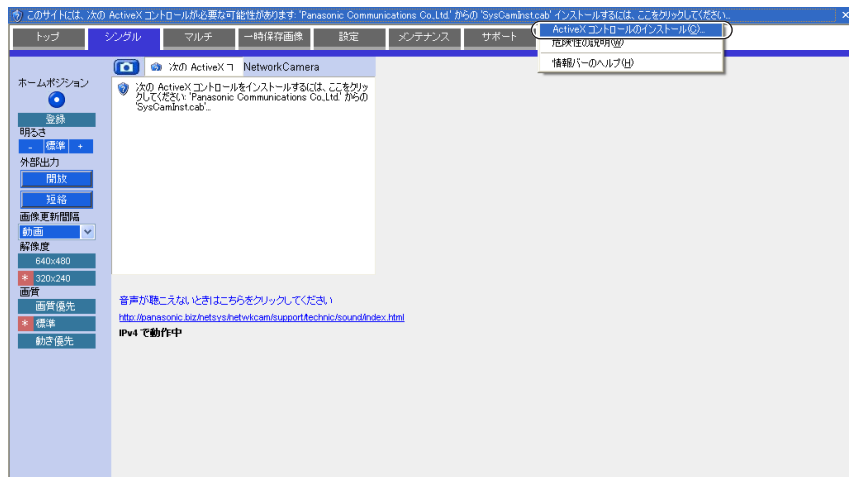 このサイトには、次の ActiveX コントロールが必要な可能性があります: 'Panasonic Communications Co.,Ltd.' からの 'SysCamInst.cab' インストールするには、ここをクリックしてください...
トップ シングル マルチ 一時保存画像 設定 メンテナンス サポート
ActiveX コントロールのインストール(C)...
危険性の説明(W)
情報バーのヘルプ(H)
次の ActiveX コ NetworkCamera
次の ActiveX コントロールをインストールするには、ここをクリッ
クしてください: 'Panasonic Communications Co.,Ltd.' からの
'SysCamInst.cab'...
ホームポジション
登録
明るさ
- 標準 +
外部出力
開放
短絡
画像更新間隔
動画
解像度
640x480
* 320x240
画質
画質優先
* 標準
動き優先
音声が聴こえないときはこちらをクリックしてください
http://panasonic.biz/netsys/netwkcam/support/technic/sound/index.html
IPv4 で動作中